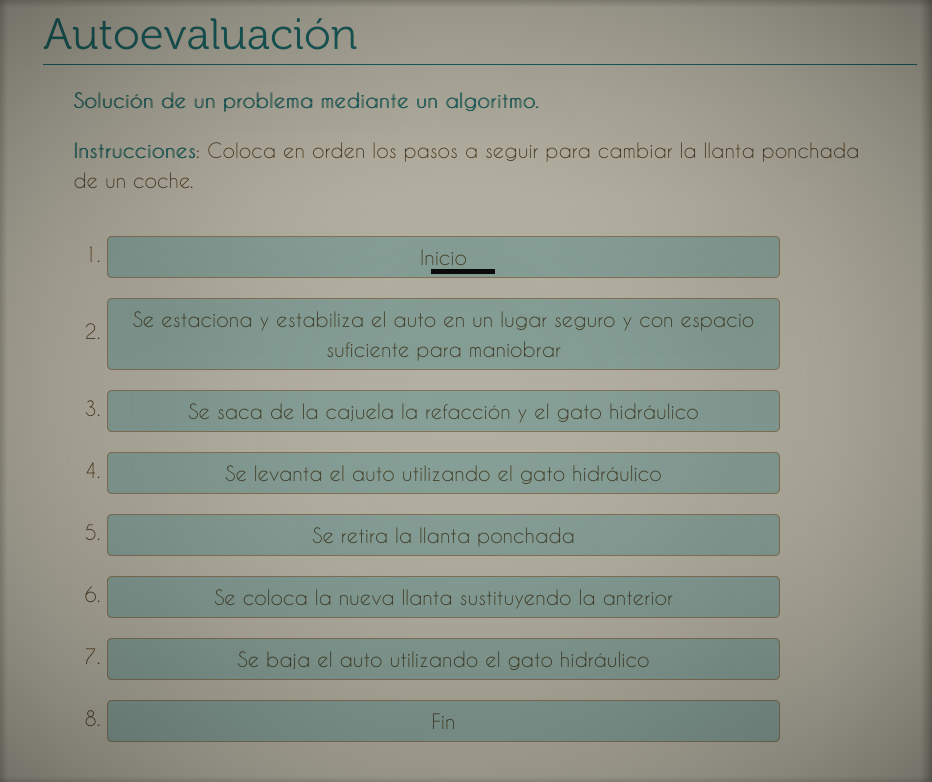 Autoevaluación
Solución de un problema mediante un algoritmo.
Instrucciones: Coloca en orden los pasos a seguir para cambiar la llanta ponchada
de un coche.
1. Inicio
2. Se estaciona y estabiliza el auto en un lugar seguro y con espacio
suficiente para maniobrar
3. Se saca de la cajuela la refacción y el gato hidráulico
4. Se levanta el auto utilizando el gato hidráulico
5. Se retira la llanta ponchada
6. Se coloca la nueva llanta sustituyendo la anterior
7. Se baja el auto utilizando el gato hidráulico
8. Fin